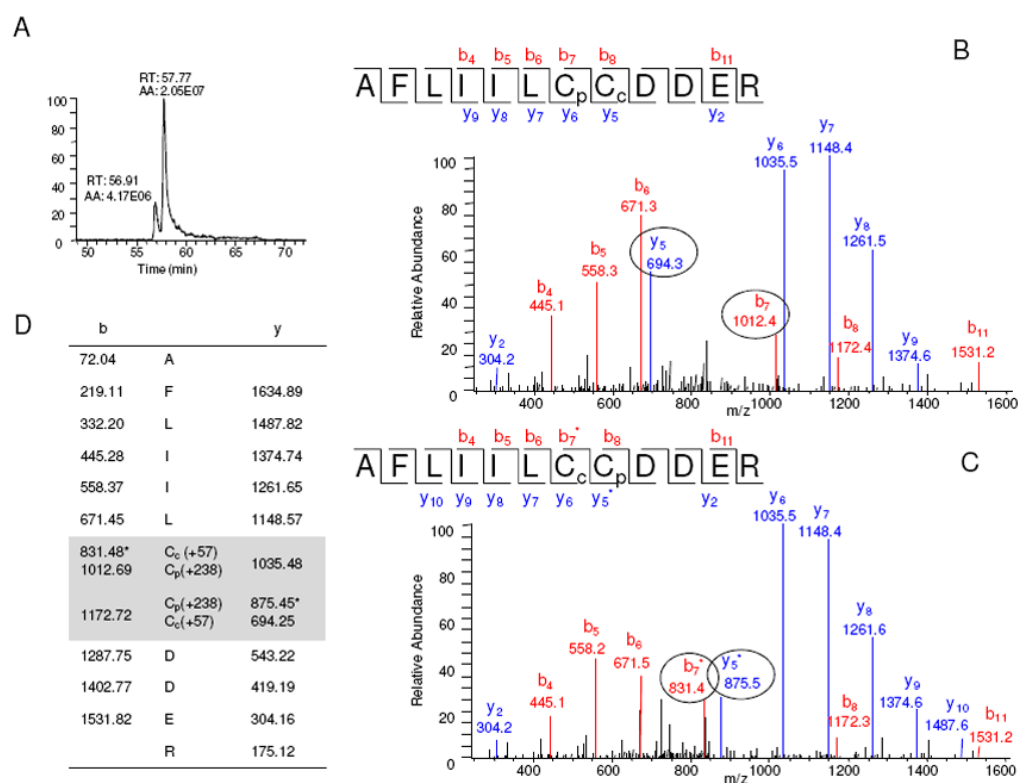 A
RT: 57.77
AA: 2.05E07
RT: 56.91
AA: 4.17E06
100
80
60
40
20
0
50 55 60 65 70
Time (min)
B
b4 b5 b6 b7 b8 b11
A F L I I L Cp Cc D D E R
y9 y8 y7 y6 y5 y2
Relative Abundance
100
80
60
40
20
0
y2
304.2
b4
445.1
b5
558.3
b6
671.3
y5
694.3
b7
1012.4
y6
1035.5
y7
1148.4
b8
1172.4
y8
1261.5
y9
1374.6
b11
1531.2
400 600 800 1000 1200 1400 1600
m/z
C
b4 b5 b6 b7* b8 b11
A F L I I L Cc Cp D D E R
y10 y9 y8 y7 y6 y5* y2
Relative Abundance
100
80
60
40
20
0
y2
304.2
b4
445.1
b5
558.2
b6
671.5
b7*
831.4
y5*
875.5
y6
1035.5
y7
1148.4
b8
1172.3
y8
1261.6
y9
1374.6
y10
1487.6
b11
1531.2
400 600 800 1000 1200 1400 1600
m/z
D
b y
72.04 A
219.11 F 1634.89
332.20 L 1487.82
445.28 I 1374.74
558.37 I 1261.65
671.45 L 1148.57
831.48* Cc (+57)
1012.69 Cp(+238) 1035.48
1172.72 Cp(+238) 875.45*
Cc(+57) 694.25
1287.75 D 543.22
1402.77 D 419.19
1531.82 E 304.16
R 175.12